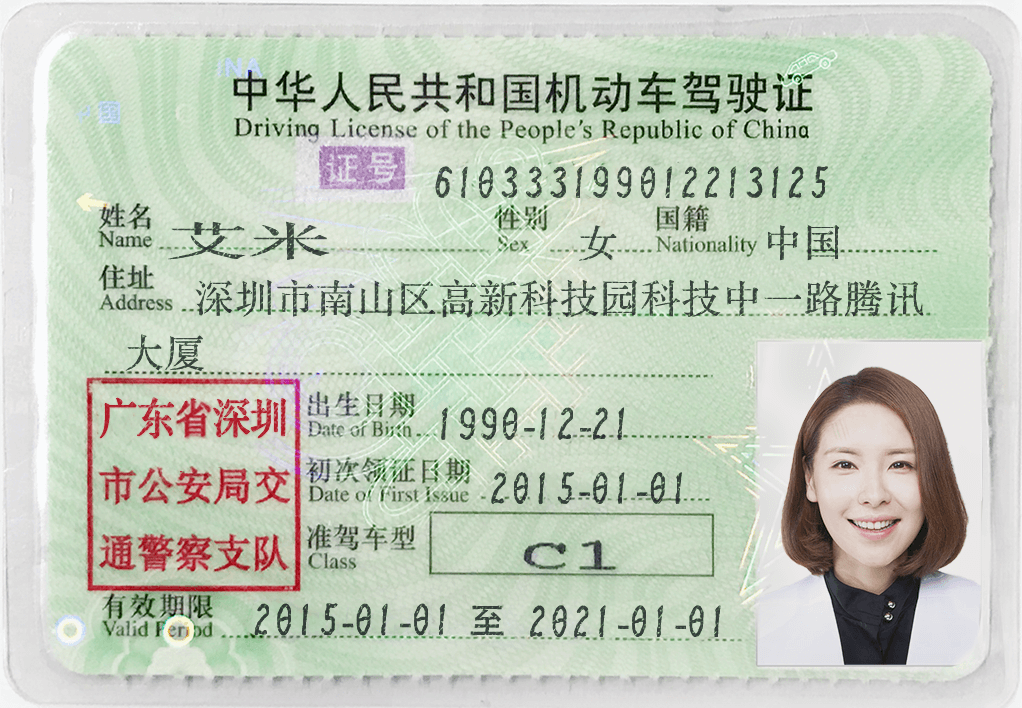 中华人民共和国机动车驾驶证
Driving License of the People's Republic of China
证号 610333199012213125
姓名 Name 艾米 性别 Sex 女 国籍 Nationality 中国
住址 Address 深圳市南山区高新科技园科技中一路腾讯
大厦
广东省深圳
市公安局交
通警察支队
出生日期 Date of Birth 1990-12-21
初次领证日期 Date of First Issue 2015-01-01
准驾车型 Class C1
有效期限 Valid Period 2015-01-01 至 2021-01-01